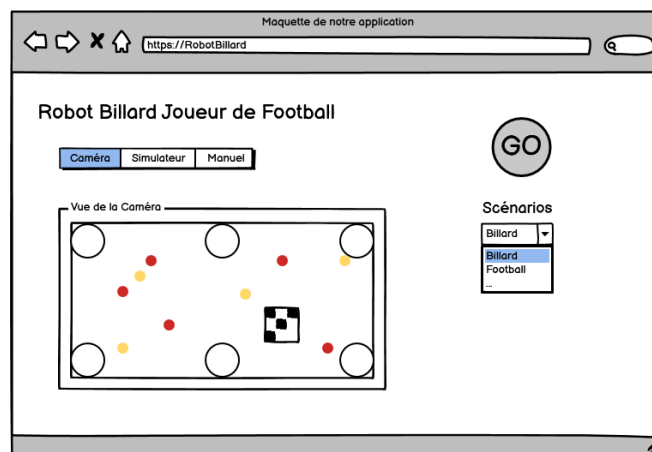 Maquette de notre application
https://RobotBillard
Robot Billard Joueur de Football
GO
Caméra Simulateur Manuel
Scénarios
Vue de la Caméra
Billard
Billard
Football
...